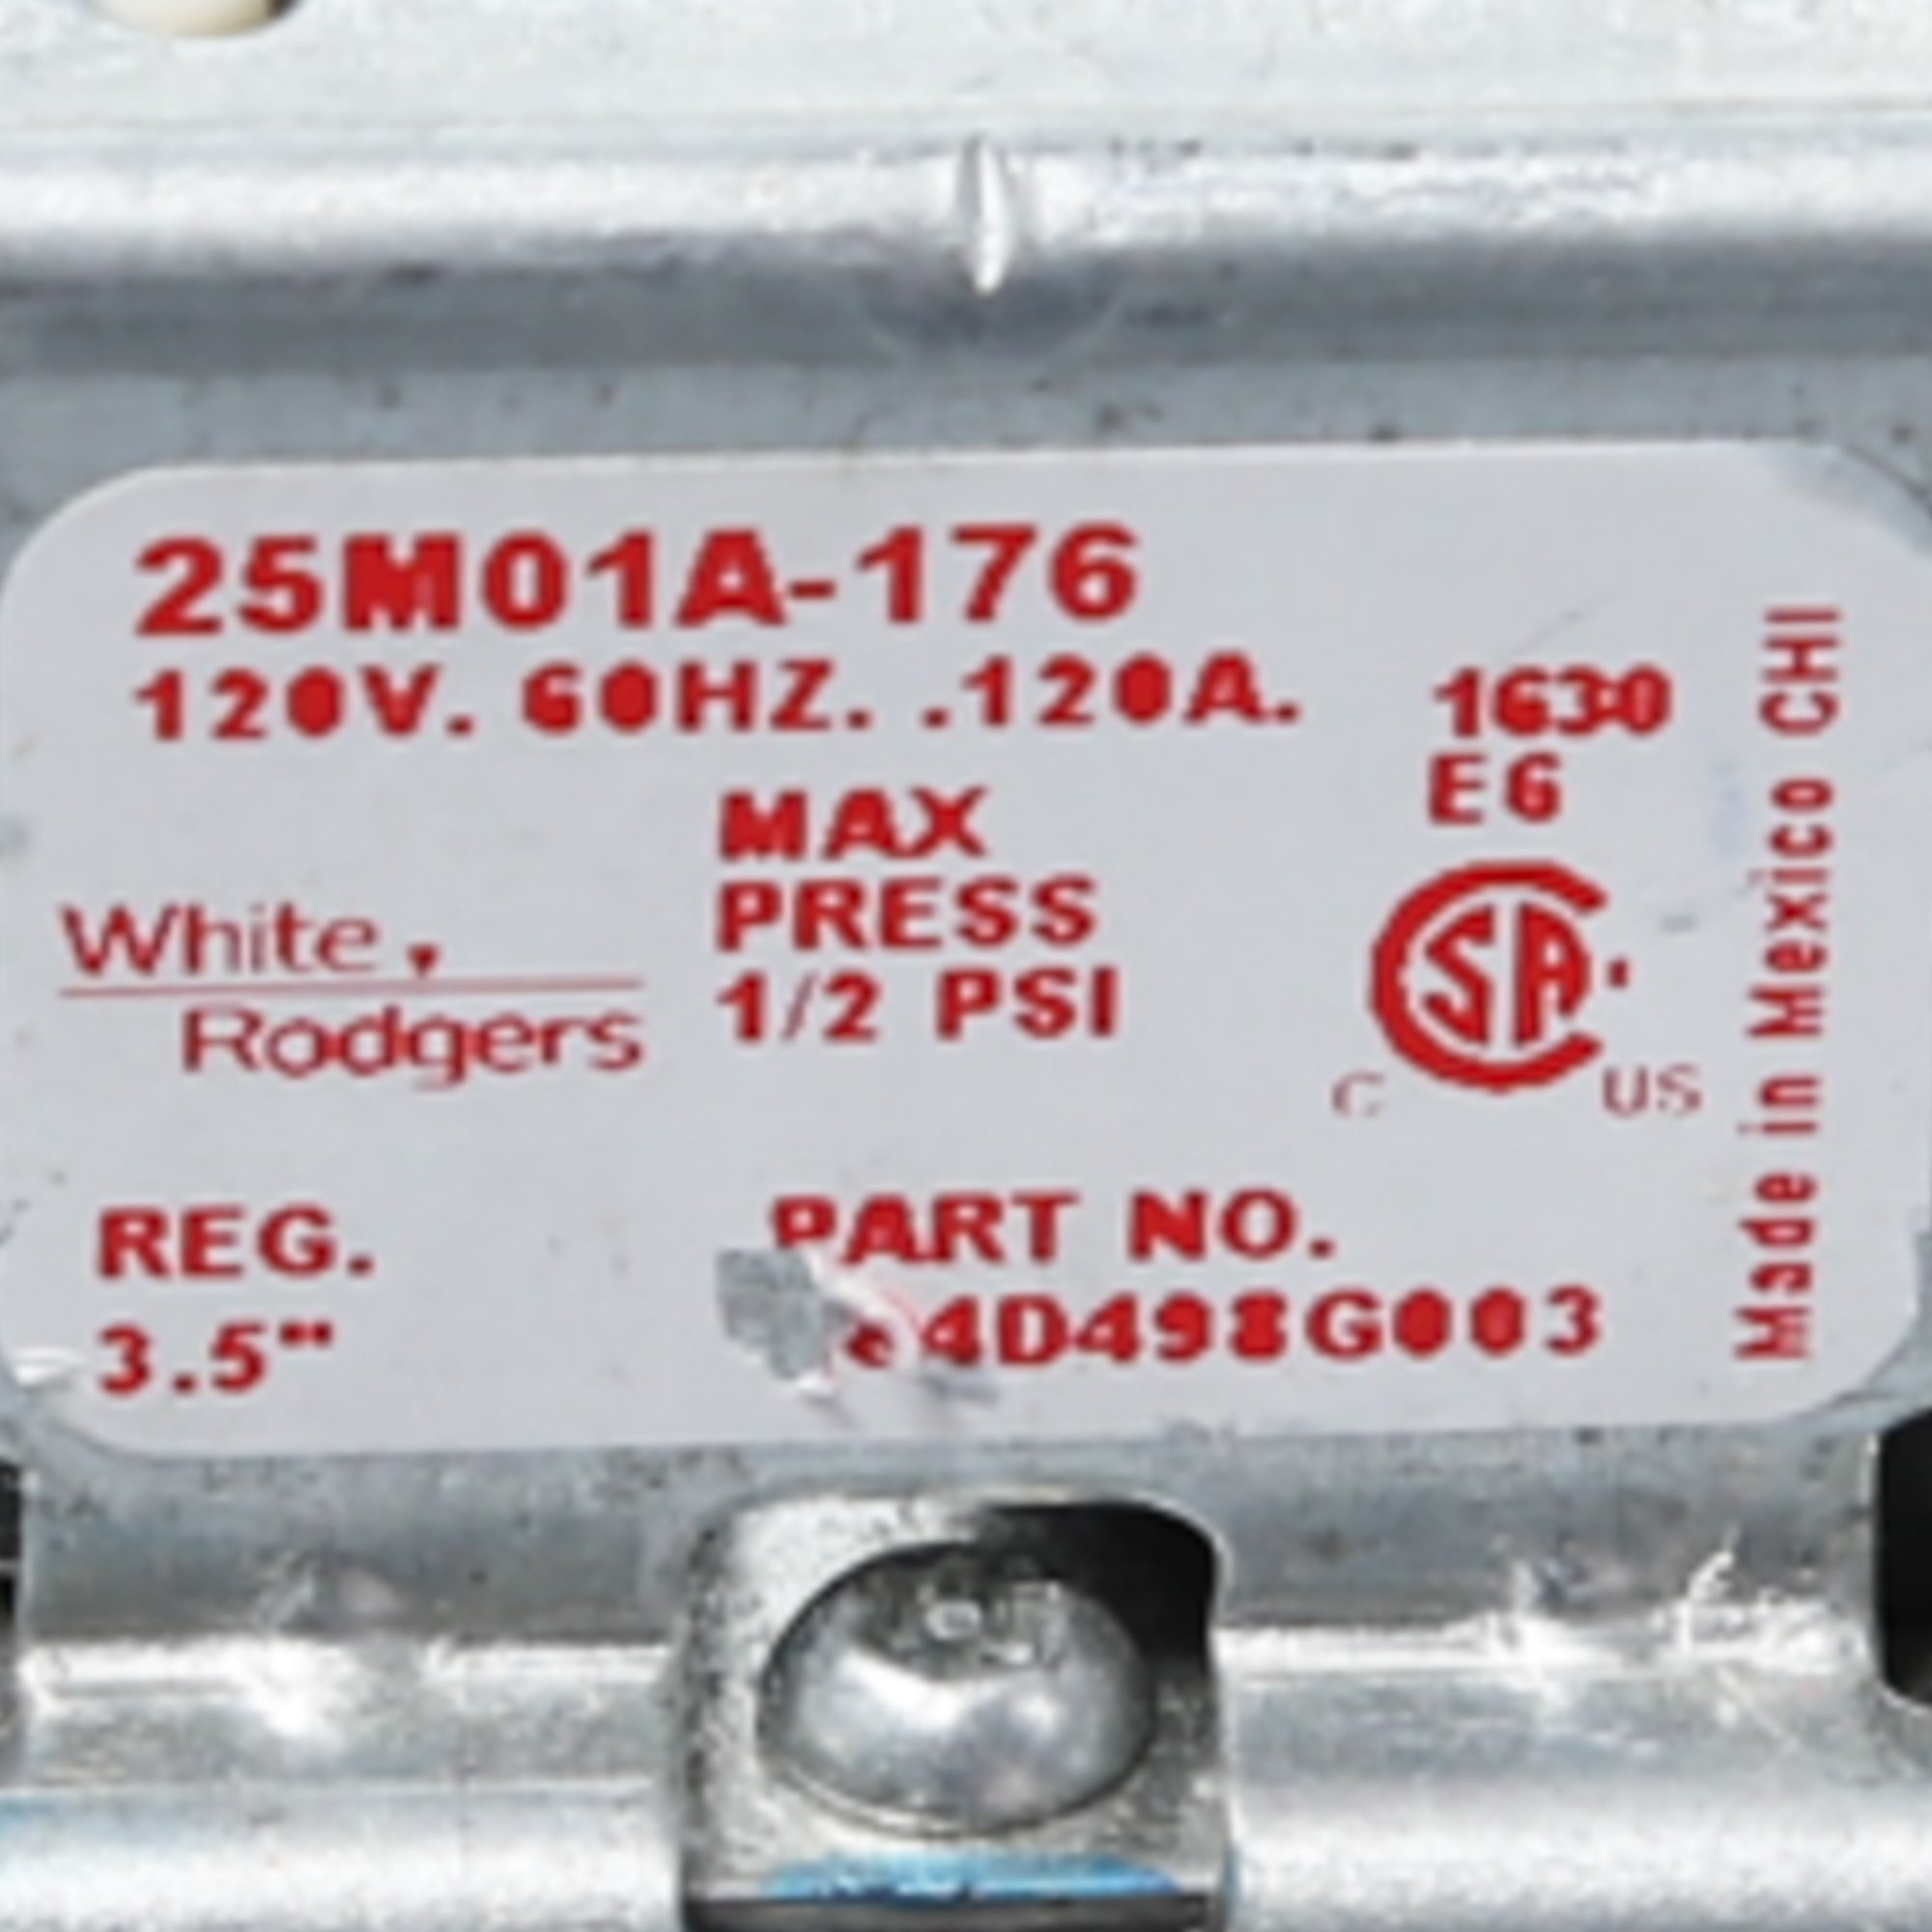 25M01A-176
120V. 60HZ. .120A.
1630
E6
MAX
PRESS
1/2 PSI
White
Rodgers
CSA
C US
REG.
3.5"
PART NO.
Made in Mexico CHI